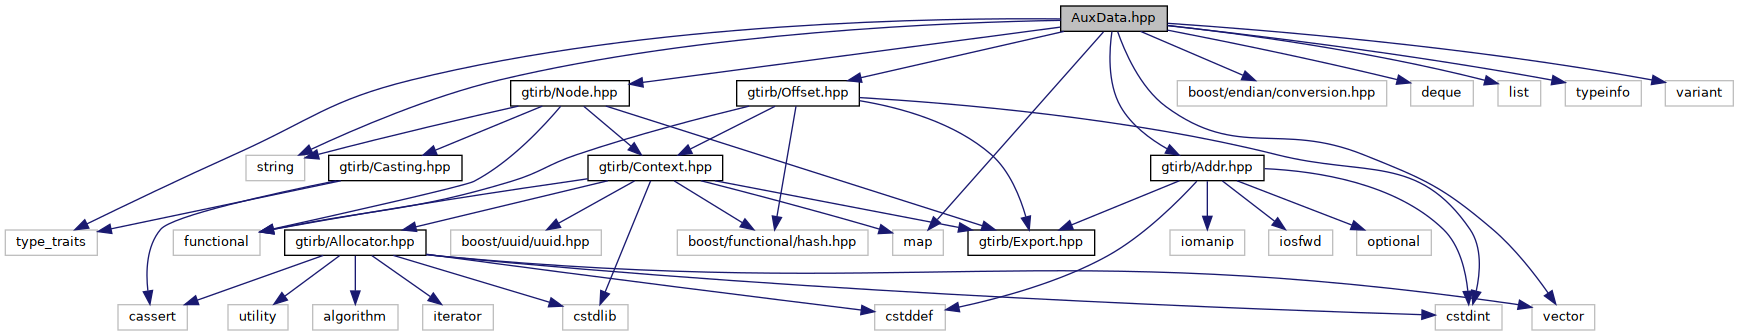 AuxData.hpp
gtirb/Node.hpp
gtirb/Offset.hpp
boost/endian/conversion.hpp
deque
list
typeinfo
variant
string
gtirb/Casting.hpp
gtirb/Context.hpp
gtirb/Addr.hpp
type_traits
functional
gtirb/Allocator.hpp
boost/uuid/uuid.hpp
boost/functional/hash.hpp
map
gtirb/Export.hpp
iomanip
iosfwd
optional
cassert
utility
algorithm
iterator
cstdlib
cstddef
cstdint
vector